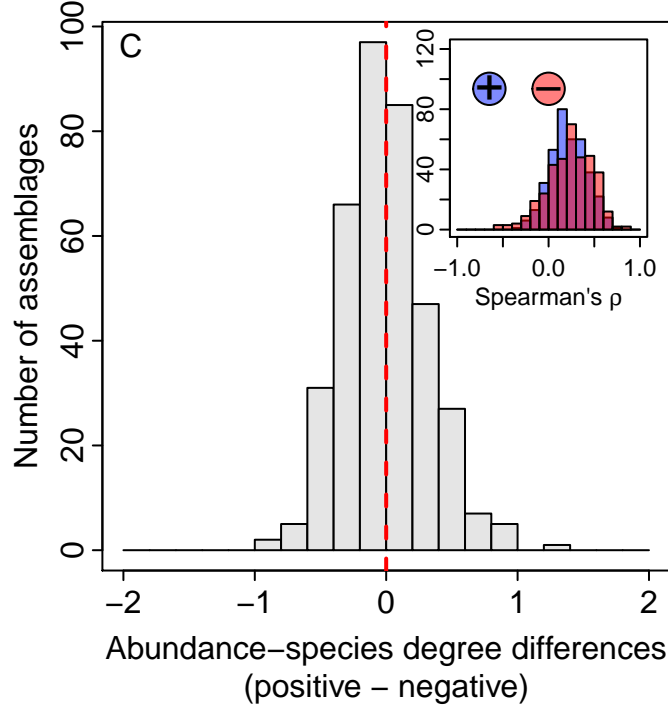 C
Number of assemblages
100
80
60
40
20
0
−2 −1 0 1 2
Abundance−species degree differences
(positive − negative)
120
80
40
0
+ −
−1.0 0.0 1.0
Spearman's ρ